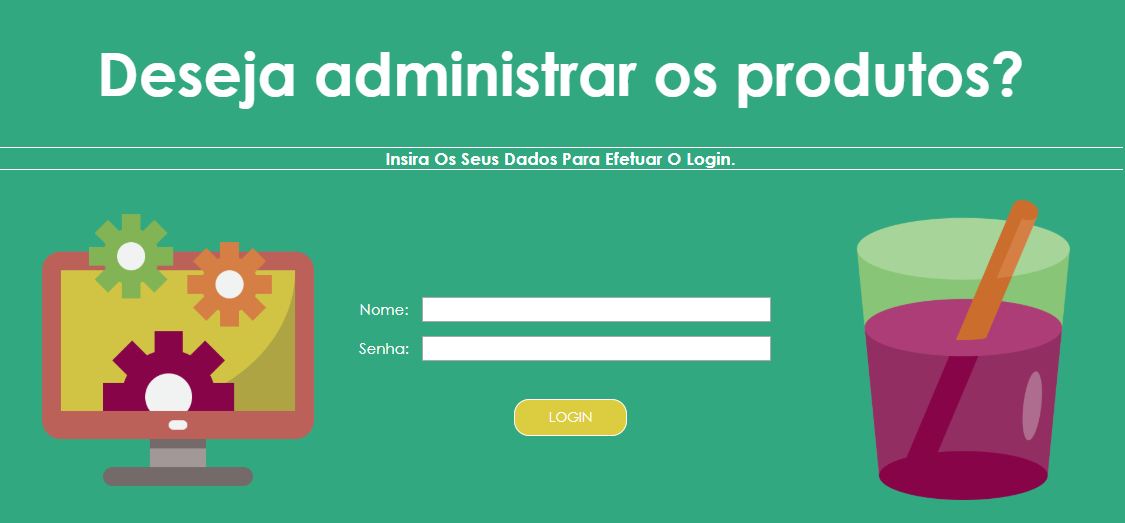 Deseja administrar os produtos?
Insira Os Seus Dados Para Efetuar O Login.
Nome:
Senha:
LOGIN